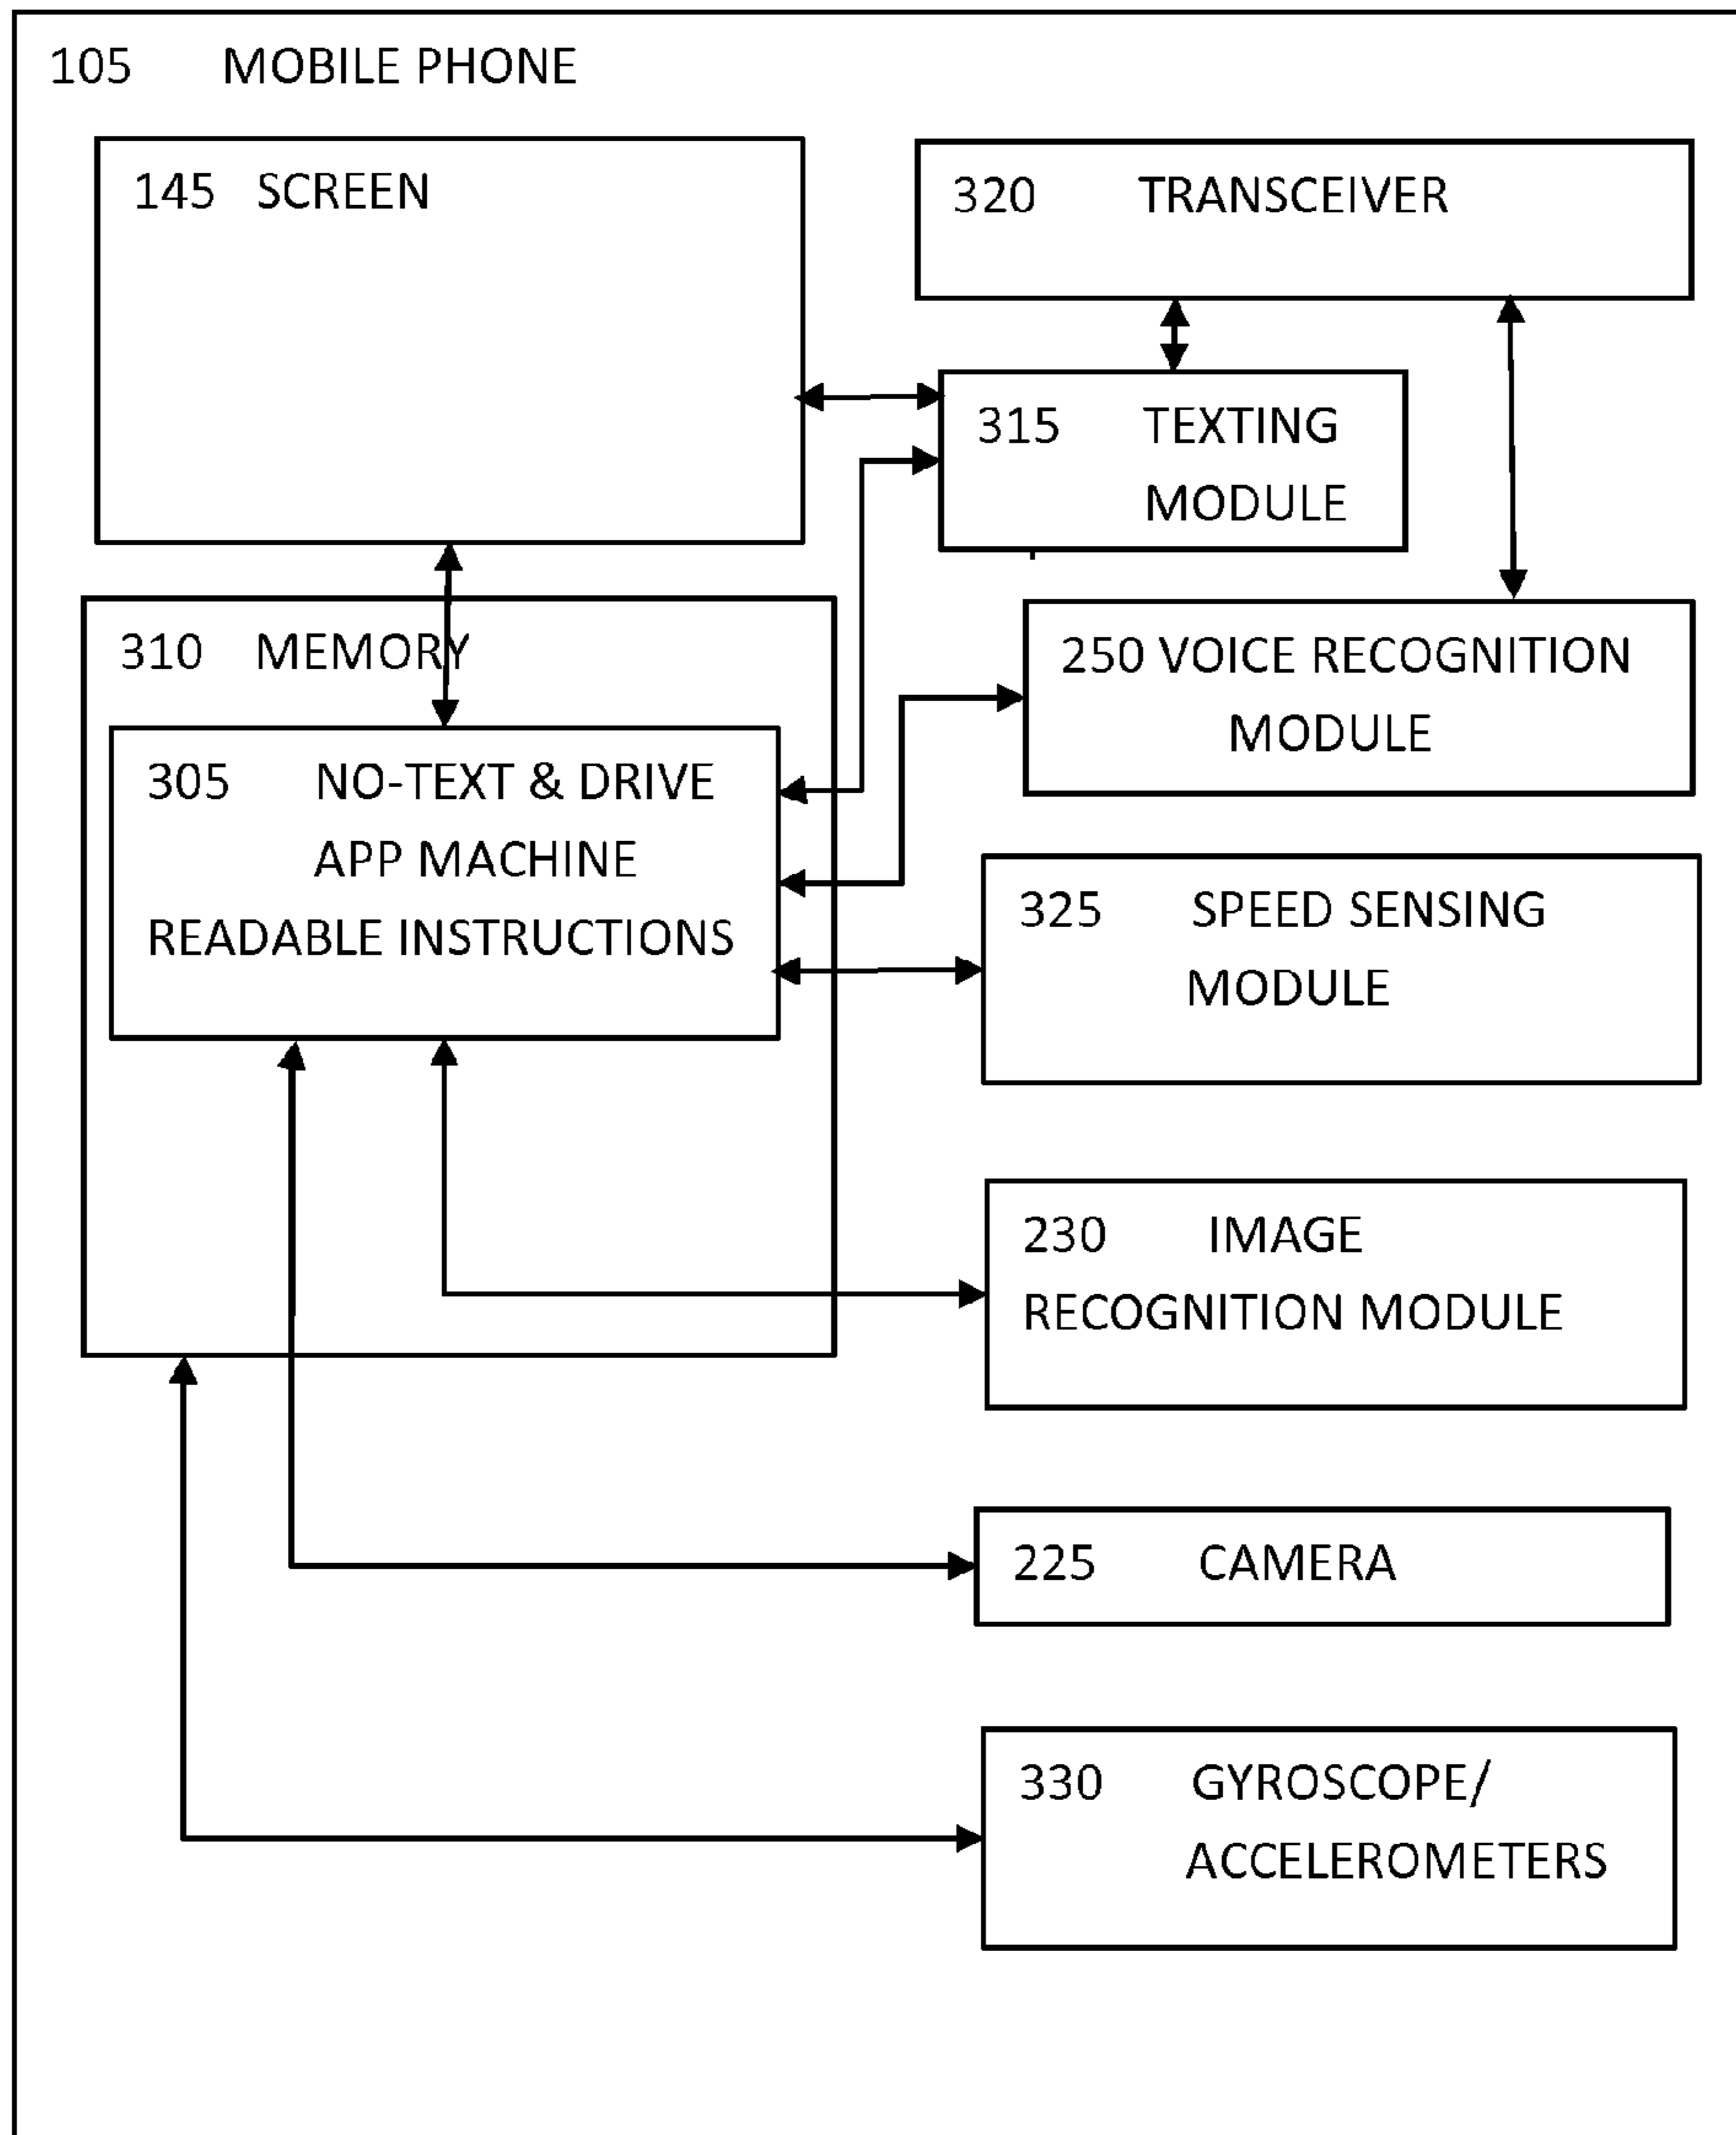 105 MOBILE PHONE
145 SCREEN
320 TRANSCEIVER
315 TEXTING
MODULE
310 MEMORY
250 VOICE RECOGNITION
MODULE
305 NO-TEXT & DRIVE
APP MACHINE
READABLE INSTRUCTIONS
325 SPEED SENSING
MODULE
230 IMAGE
RECOGNITION MODULE
225 CAMERA
330 GYROSCOPE/
ACCELEROMETERS